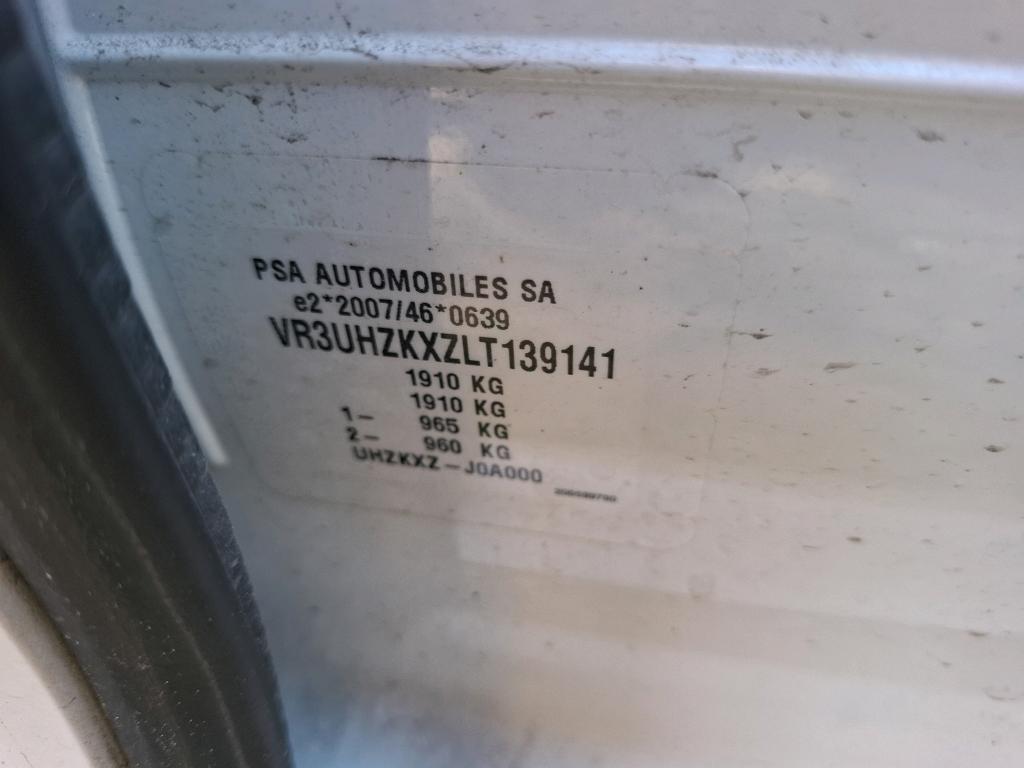 PSA AUTOMOBILES SA
e2*2007/46*0639
VR3UHZKXZLT139141
1910 KG
1910 KG
1– 965 KG
2– 960 KG
UHZKXZ–J0A000